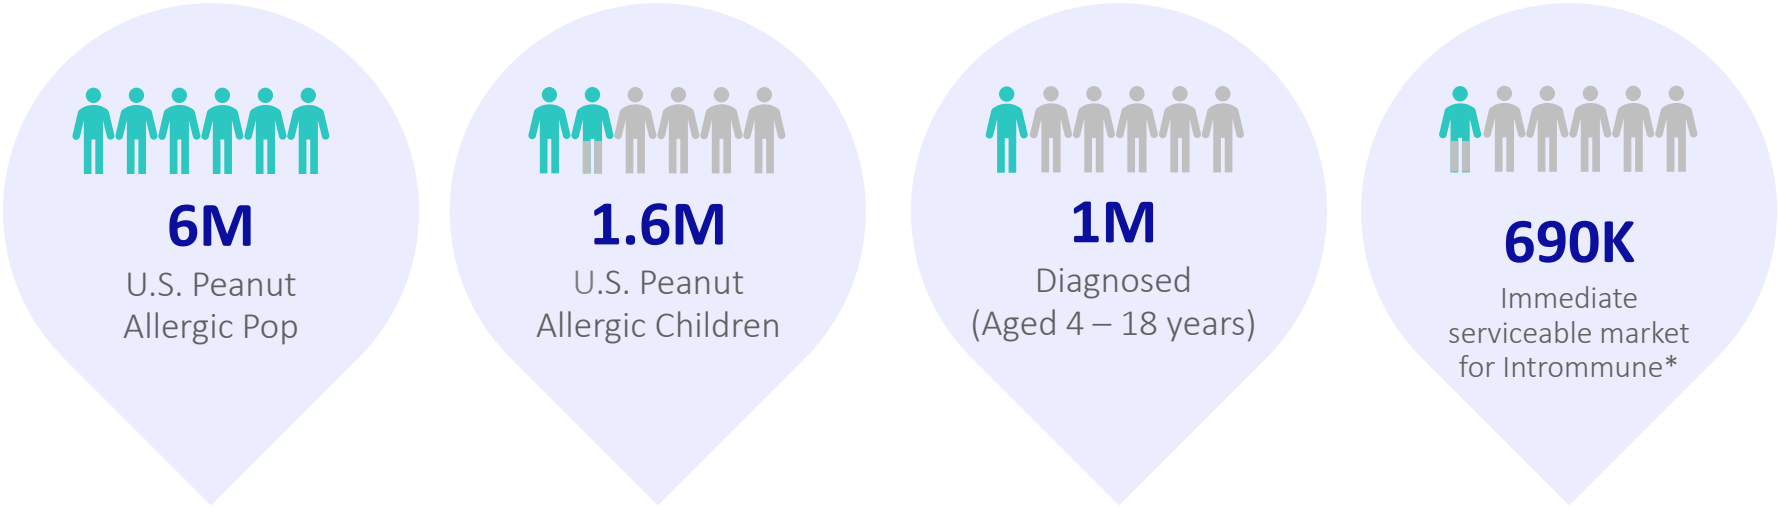 6M
U.S. Peanut
Allergic Pop
1.6M
U.S. Peanut
Allergic Children
1M
Diagnosed
(Aged 4 – 18 years)
690K
Immediate
serviceable market
for Intrommune*